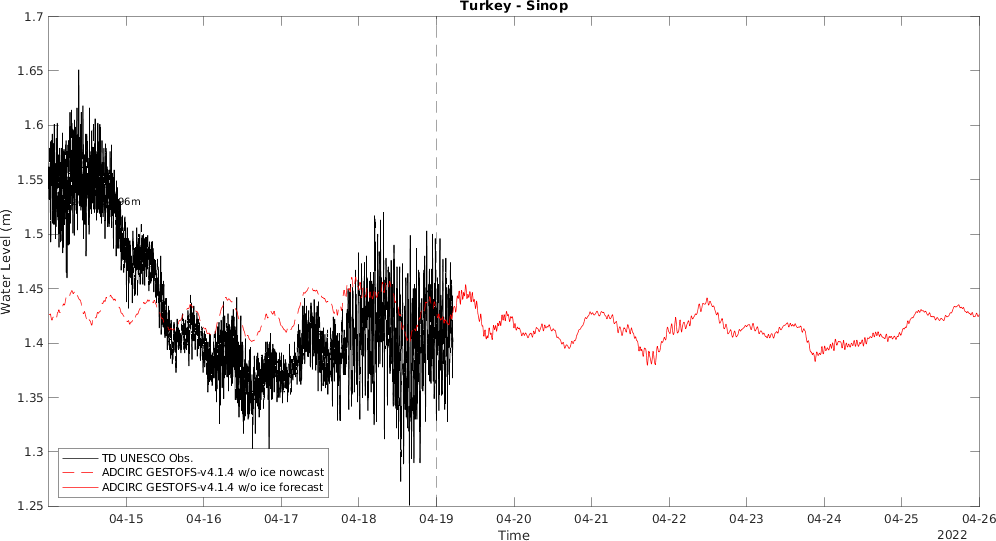 Turkey - Sinop
Water Level (m)
1.7
1.65
1.6
1.55
1.5
1.45
1.4
1.35
1.3
1.25
TD UNESCO Obs.
ADCIRC GESTOFS-v4.1.4 w/o ice nowcast
ADCIRC GESTOFS-v4.1.4 w/o ice forecast
04-15 04-16 04-17 04-18 04-19 04-20 04-21 04-22 04-23 04-24 04-25 04-26
Time
2022